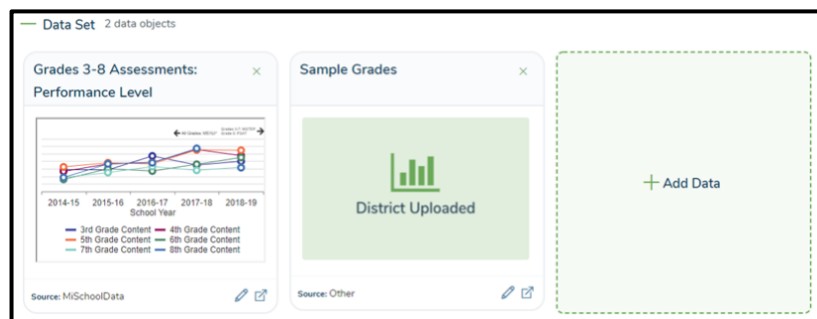 Data Set 2 data objects
Grades 3-8 Assessments:
Performance Level
2014-15 2015-16 2016-17 2017-18 2018-19
School Year
3rd Grade Content 4th Grade Content
5th Grade Content 6th Grade Content
7th Grade Content 8th Grade Content
Source: MiSchoolData
Sample Grades
District Uploaded
Source: Other
+ Add Data